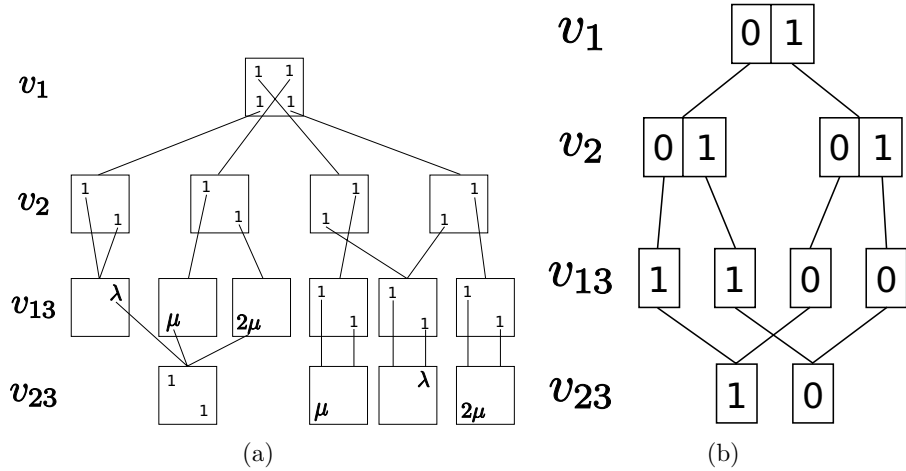 v₁ 1 1
1 1
v₂ 1 1 1 1 1 1 1 1
v₁₃ λ μ 2μ 1 1 1 1 1 1
v₂₃ 1 1 μ λ 2μ
(a)
v₁ 0 1
v₂ 0 1 0 1
v₁₃ 1 1 0 0
v₂₃ 1 0
(b)